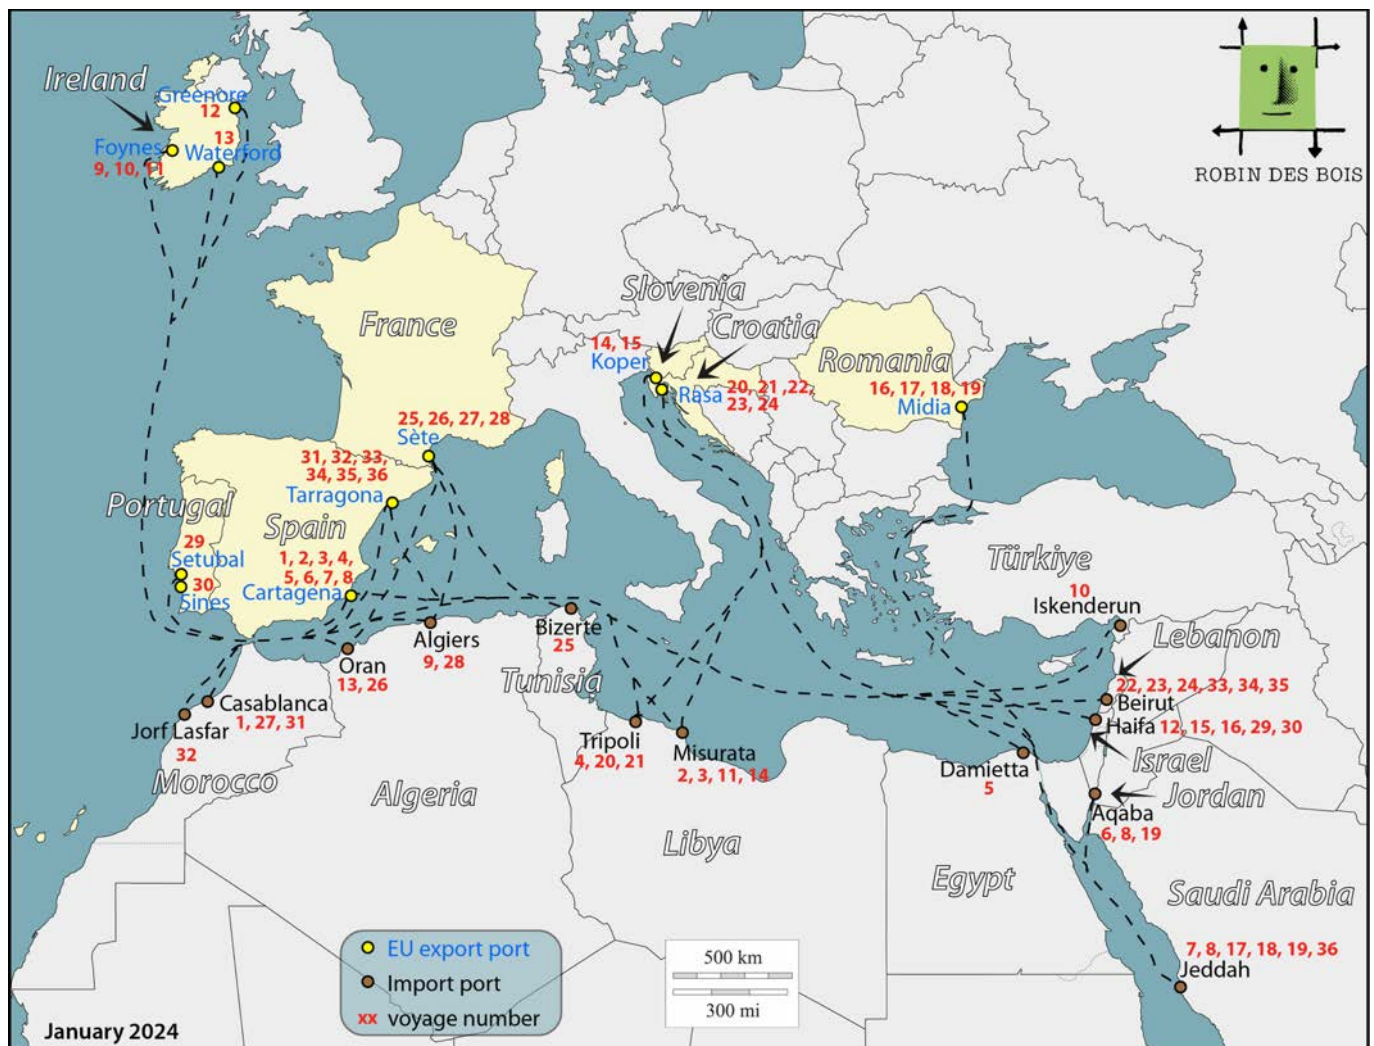 Ireland
Greenore
12
13
Foynes
Waterford
9, 10, 11
ROBIN DES BOIS
Slovenia
Croatia
France
14, 15
Koper
Romania
Rasa
20, 21 ,22,
23, 24
16, 17, 18, 19
Midia
25, 26, 27, 28
Sète
31, 32, 33,
34, 35, 36
Tarragona
Portugal
Spain
29
Setubal
1, 2, 3, 4,
5, 6, 7, 8
30
Cartagena
Sines
Türkiye
10
Iskenderun
Lebanon
Algiers
9, 28
Bizerte
25
Oran
13, 26
Tunisia
22, 23, 24, 33, 34, 35
Beirut
Casablanca
1, 27, 31
Jorf Lasfar
32
Haifa 12, 15, 16, 29, 30
Tripoli
4, 20, 21
Misurata
2, 3, 11, 14
Damietta
5
Israel
Morocco
Algeria
Jordan
Aqaba
6, 8, 19
Libya
Egypt
Saudi Arabia
7, 8, 17, 18, 19, 36
Jeddah
EU export port
Import port
xx voyage number
500 km
300 mi
January 2024